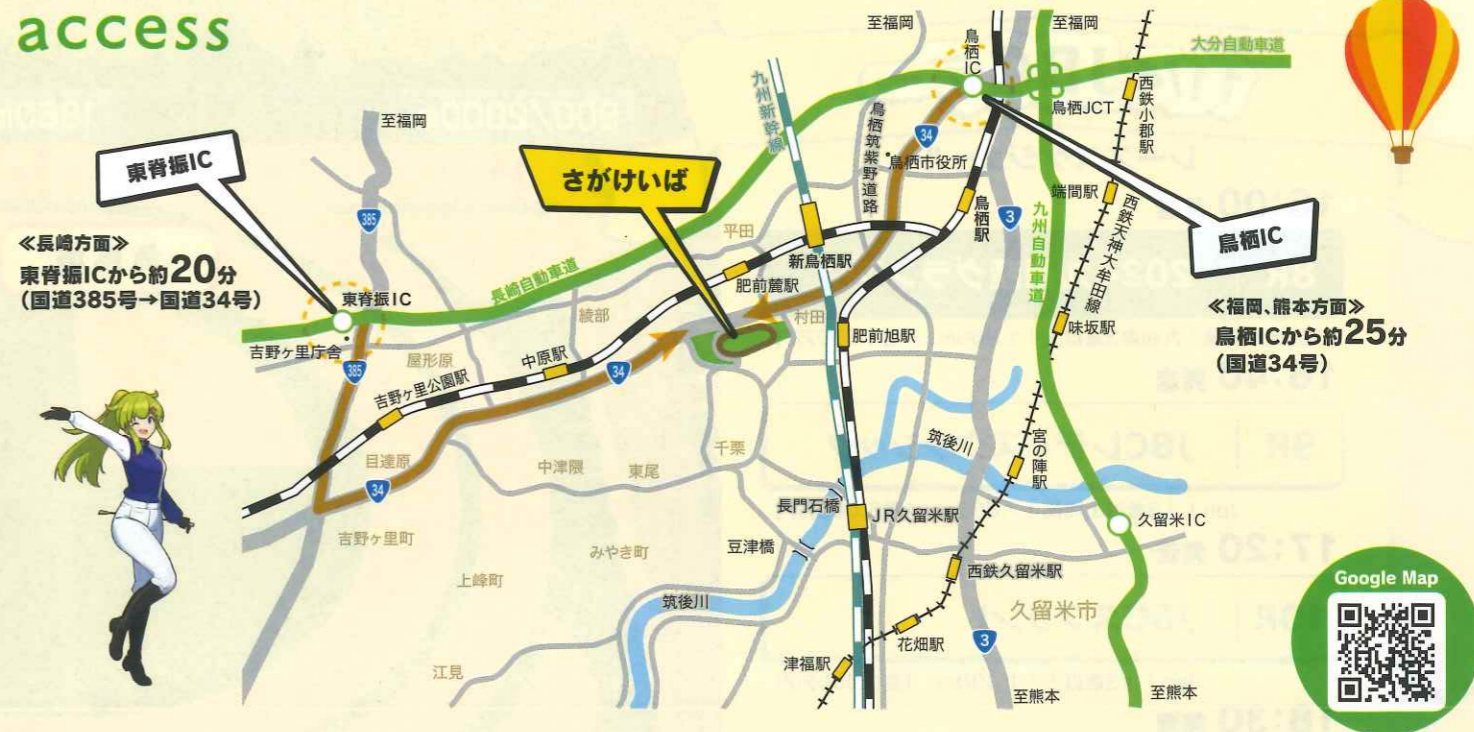 access
至福岡
至福岡
鳥栖IC
大分自動車道
九州新幹線
鳥栖筑紫野道路
34
鳥栖JCT
西鉄小郡駅
鳥栖市役所
東脊振IC
至福岡
さがけいば
385
鳥栖駅
3
端間駅
九州自動車道
西鉄天神大牟田線
鳥栖IC
≪長崎方面≫
東脊振ICから約20分
(国道385号→国道34号)
平田
新鳥栖駅
長崎自動車道
肥前麓駅
東脊振IC
綾部
村田
肥前旭駅
味坂駅
≪福岡、熊本方面≫
鳥栖ICから約25分
(国道34号)
吉野ヶ里庁舎
屋形原
中原駅
385
34
吉野ヶ里公園駅
千栗
筑後川
宮の陣駅
目達原
中津隈
東尾
34
長門石橋
JR久留米駅
久留米IC
吉野ヶ里町
みやき町
豆津橋
西鉄久留米駅
上峰町
筑後川
久留米市
花畑駅
3
江見
津福駅
至熊本
至熊本
Google Map